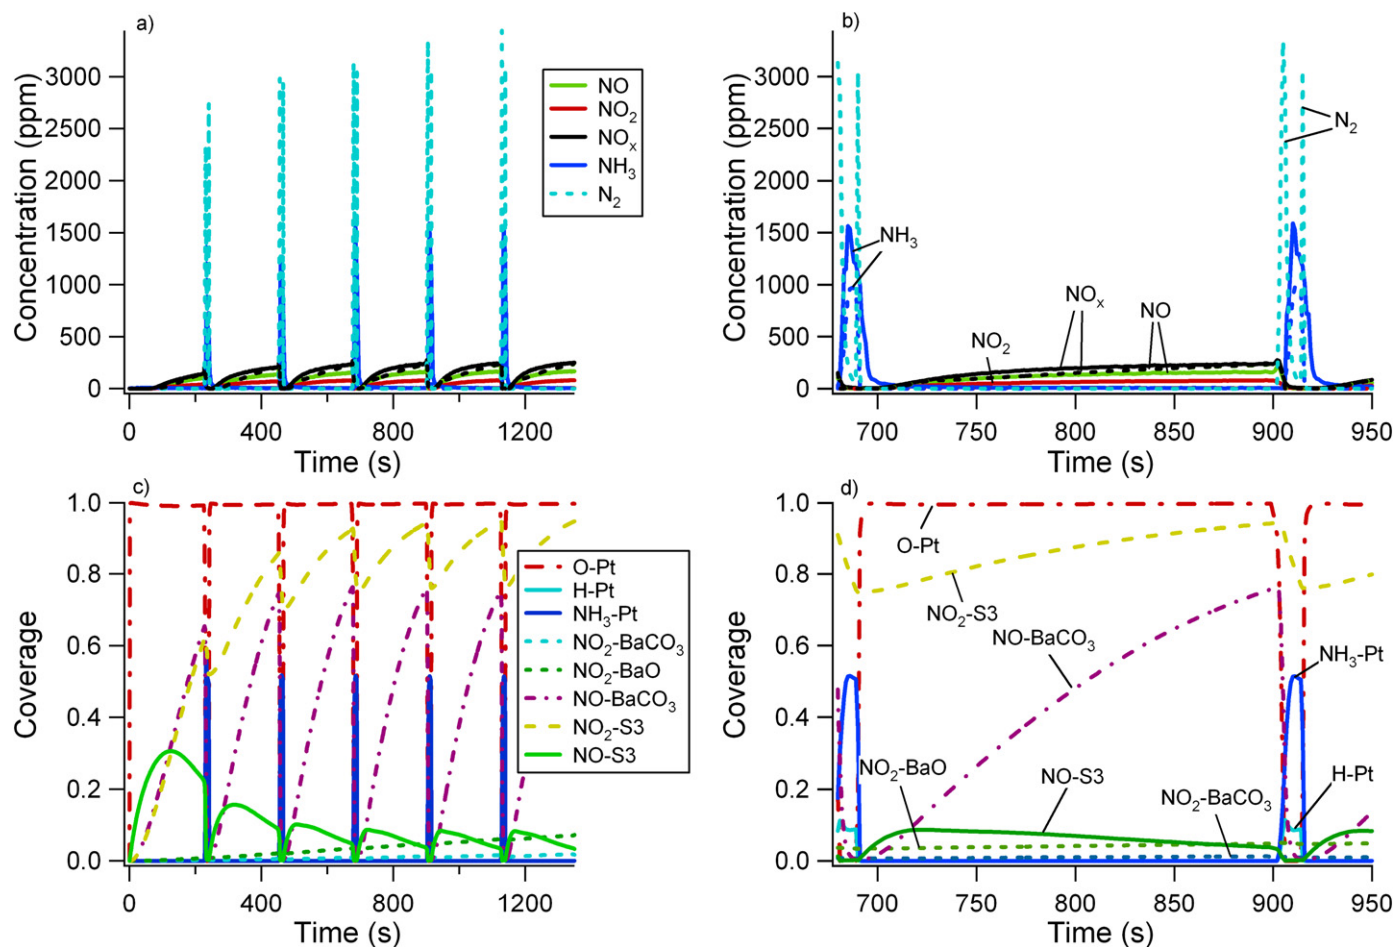 a)
Concentration (ppm)
3000
2500
2000
1500
1000
500
0
NO
NO2
NOx
NH3
N2
0
400
800
1200
Time (s)
b)
Concentration (ppm)
3000
2500
2000
1500
1000
500
0
N2
NH3
NOx
NO
NO2
700
750
800
850
900
950
Time (s)
c)
Coverage
1.0
0.8
0.6
0.4
0.2
0.0
O-Pt
H-Pt
NH3-Pt
NO2-BaCO3
NO2-BaO
NO-BaCO3
NO2-S3
NO-S3
0
400
800
1200
Time (s)
d)
Coverage
1.0
0.8
0.6
0.4
0.2
0.0
O-Pt
NO2-S3
NO-BaCO3
NH3-Pt
NO2-BaO
NO-S3
NO2-BaCO3
H-Pt
700
750
800
850
900
950
Time (s)